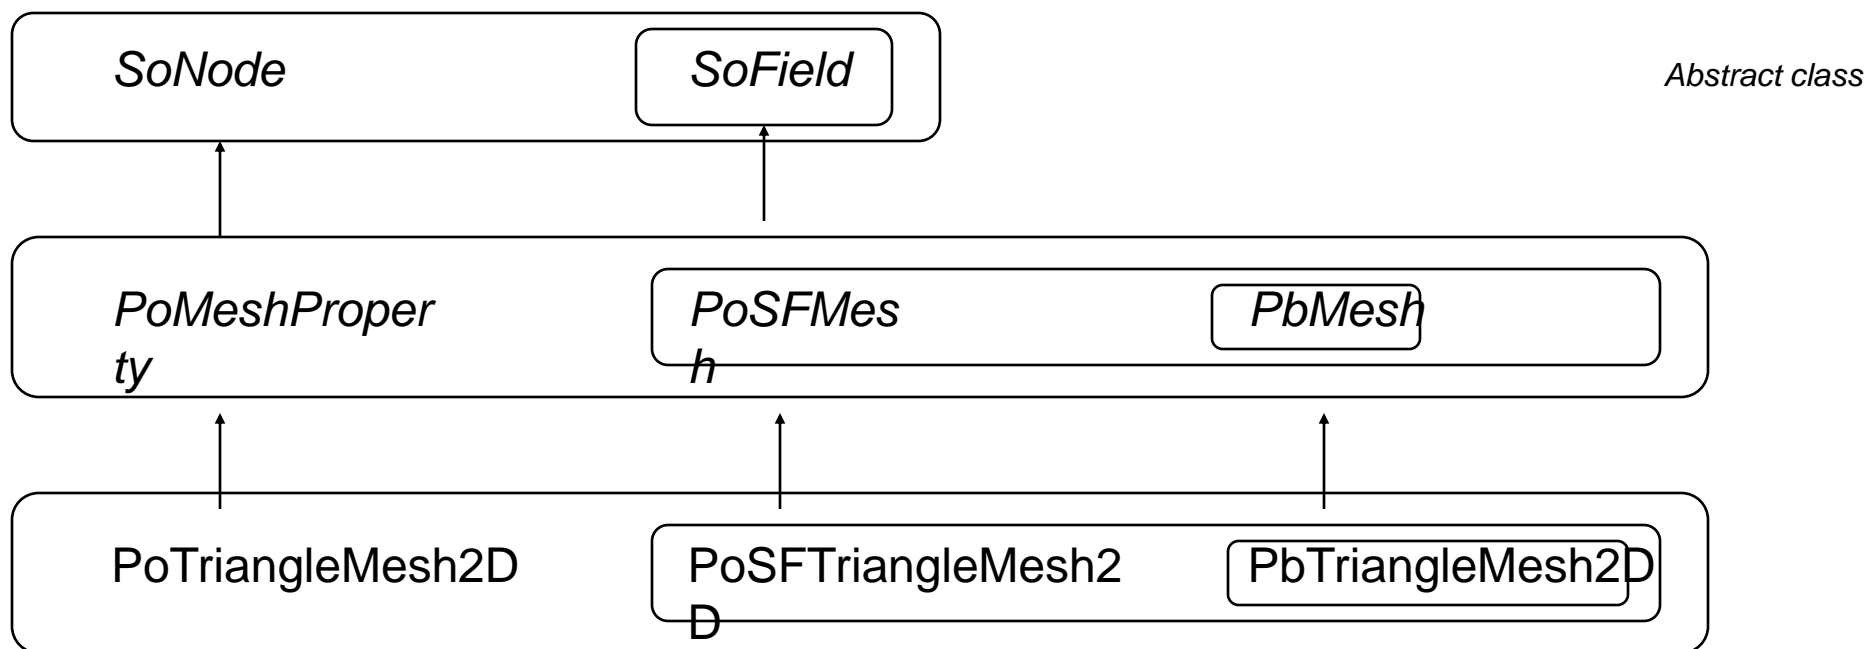 SoNode
SoField
Abstract class
PoMeshProper
ty
PoSFMes
h
PbMesh
PoTriangleMesh2D
PoSFTriangleMesh2
D
PbTriangleMesh2D